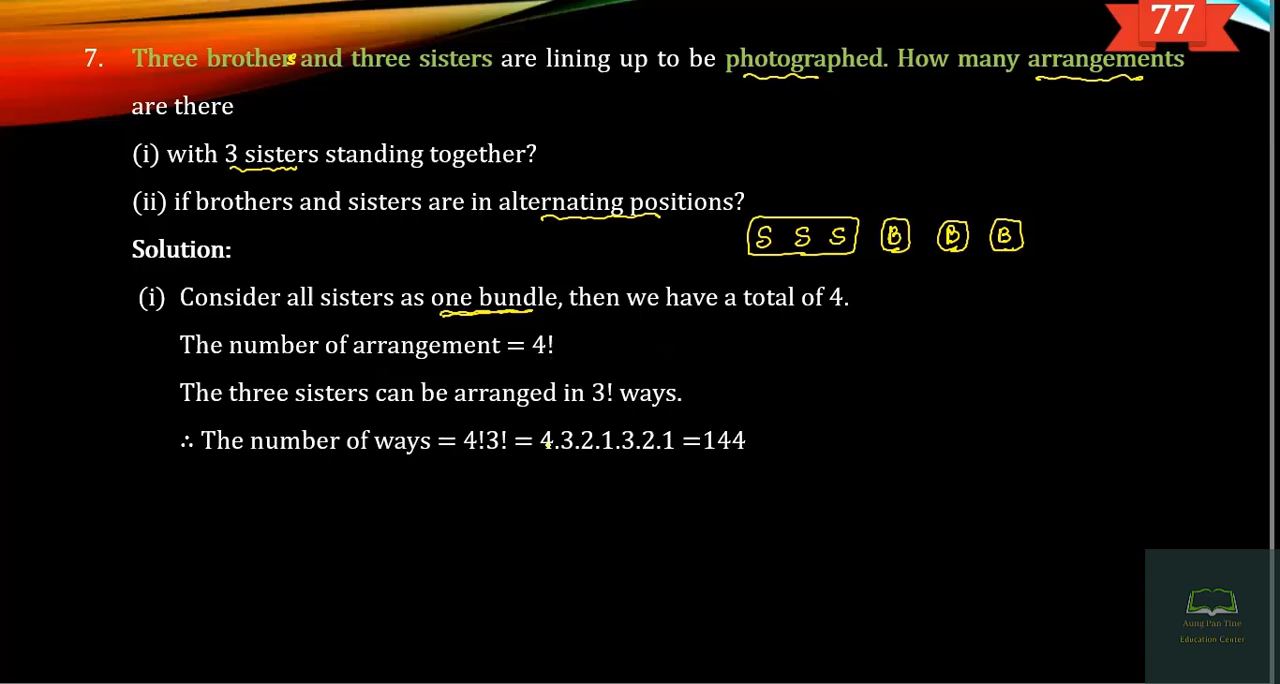 77
7. Three brothers and three sisters are lining up to be photographed. How many arrangements
are there
(i) with 3 sisters standing together?
(ii) if brothers and sisters are in alternating positions?
S S S B B B
Solution:
(i) Consider all sisters as one bundle, then we have a total of 4.
The number of arrangement = 4!
The three sisters can be arranged in 3! ways.
∴ The number of ways = 4!3! = 4.3.2.1.3.2.1 =144
Aung Pan Tine
Education Center